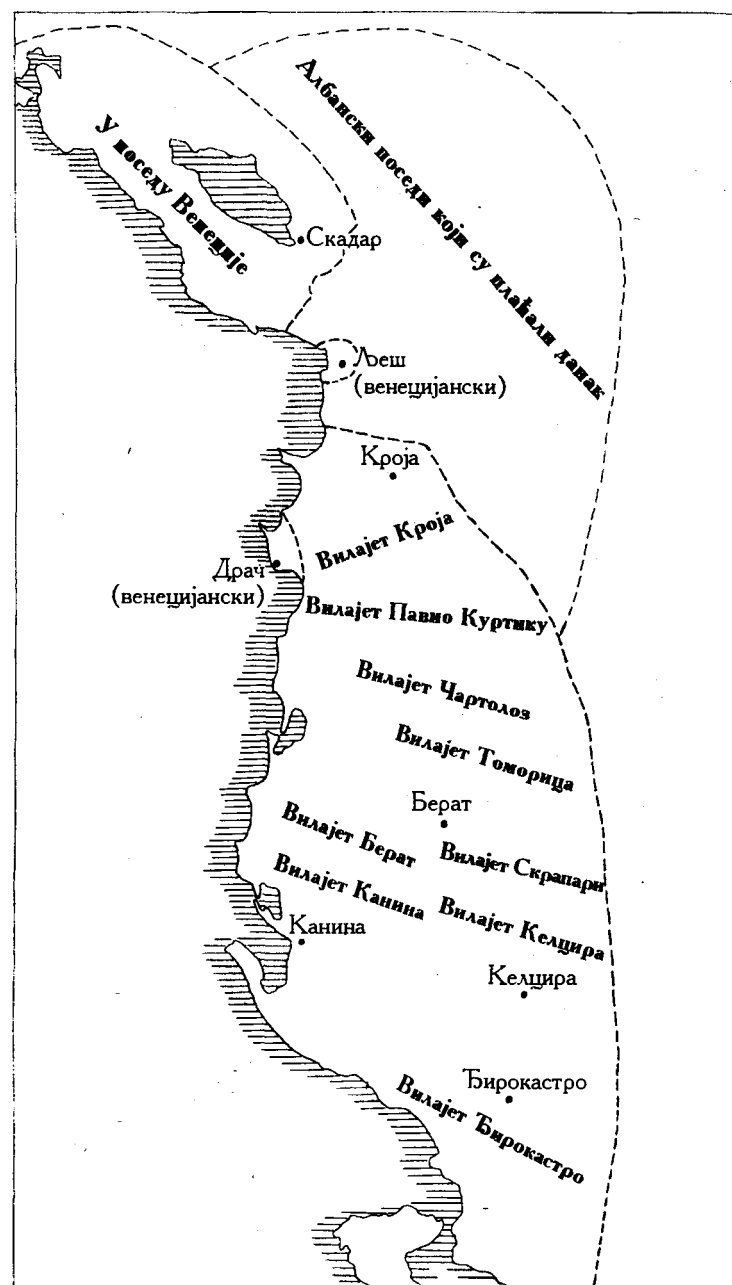 Албански поседи који су плаћали данак
У поседу Венеције
Скадар
Љеш
(венецијански)
Кроја
Вилајет Кроја
Драч
(венецијански)
Вилајет Павло Куртику
Вилајет Чартолоз
Вилајет Томорица
Берат
Вилајет Берат
Вилајет Скрапари
Вилајет Канина
Вилајет Келцира
Канина
Келцира
Ђирокастро
Вилајет Ђирокастро